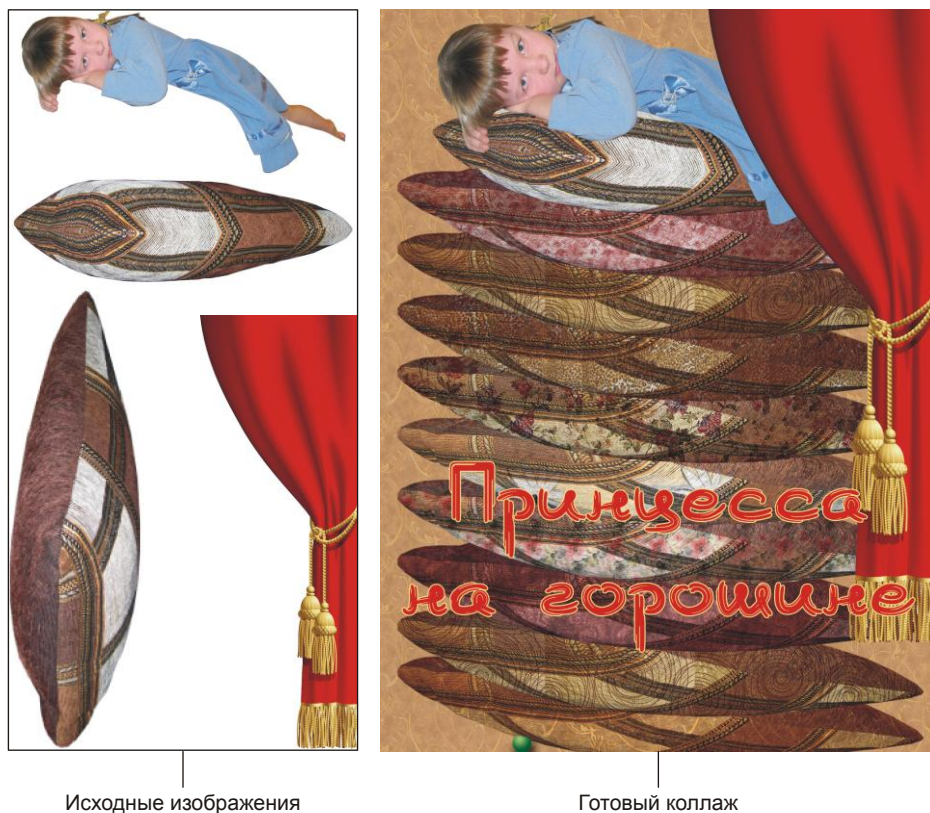 Принцесса
на горошине
Исходные изображения
Готовый коллаж